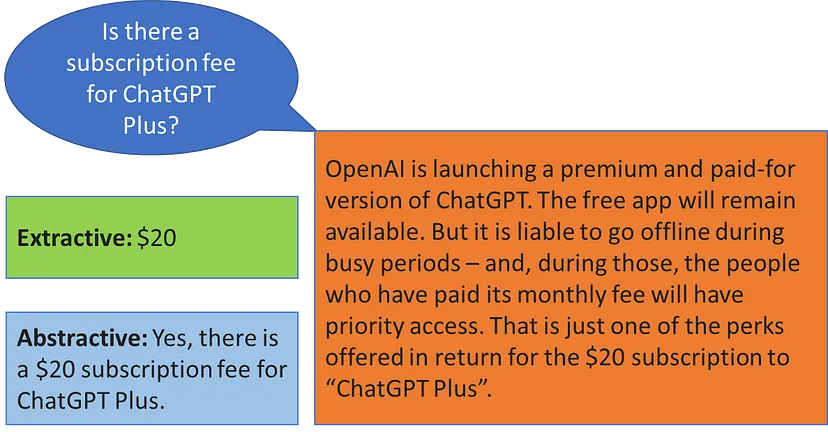 Is there a
subscription fee
for ChatGPT
Plus?
Extractive: $20
Abstractive: Yes, there is
a $20 subscription fee for
ChatGPT Plus.
OpenAI is launching a premium and paid-for
version of ChatGPT. The free app will remain
available. But it is liable to go offline during
busy periods – and, during those, the people
who have paid its monthly fee will have
priority access. That is just one of the perks
offered in return for the $20 subscription to
“ChatGPT Plus”.